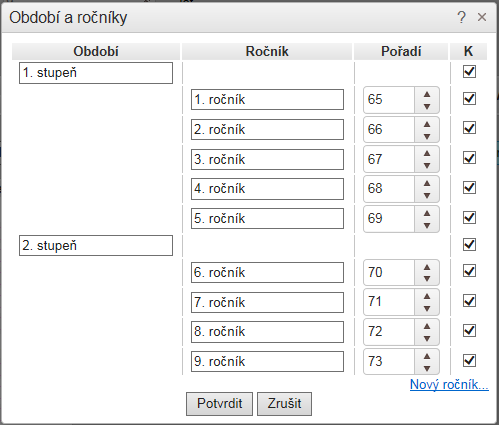 Období a ročníky ? ×
Období Ročník Pořadí K
1. stupeň
1. ročník 65
2. ročník 66
3. ročník 67
4. ročník 68
5. ročník 69
2. stupeň
6. ročník 70
7. ročník 71
8. ročník 72
9. ročník 73
Nový ročník...
Potvrdit Zrušit